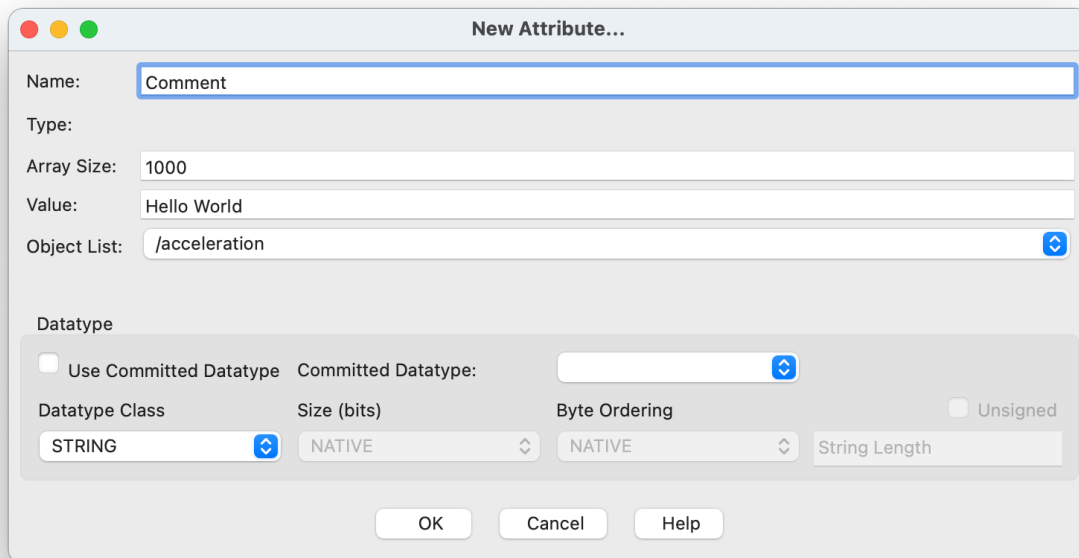 New Attribute...
Name: Comment
Type:
Array Size: 1000
Value: Hello World
Object List: /acceleration
Datatype
Use Committed Datatype Committed Datatype:
Datatype Class Size (bits) Byte Ordering Unsigned
STRING NATIVE NATIVE String Length
OK Cancel Help